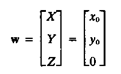 w = [X Y Z] = [x₀ y₀ 0]